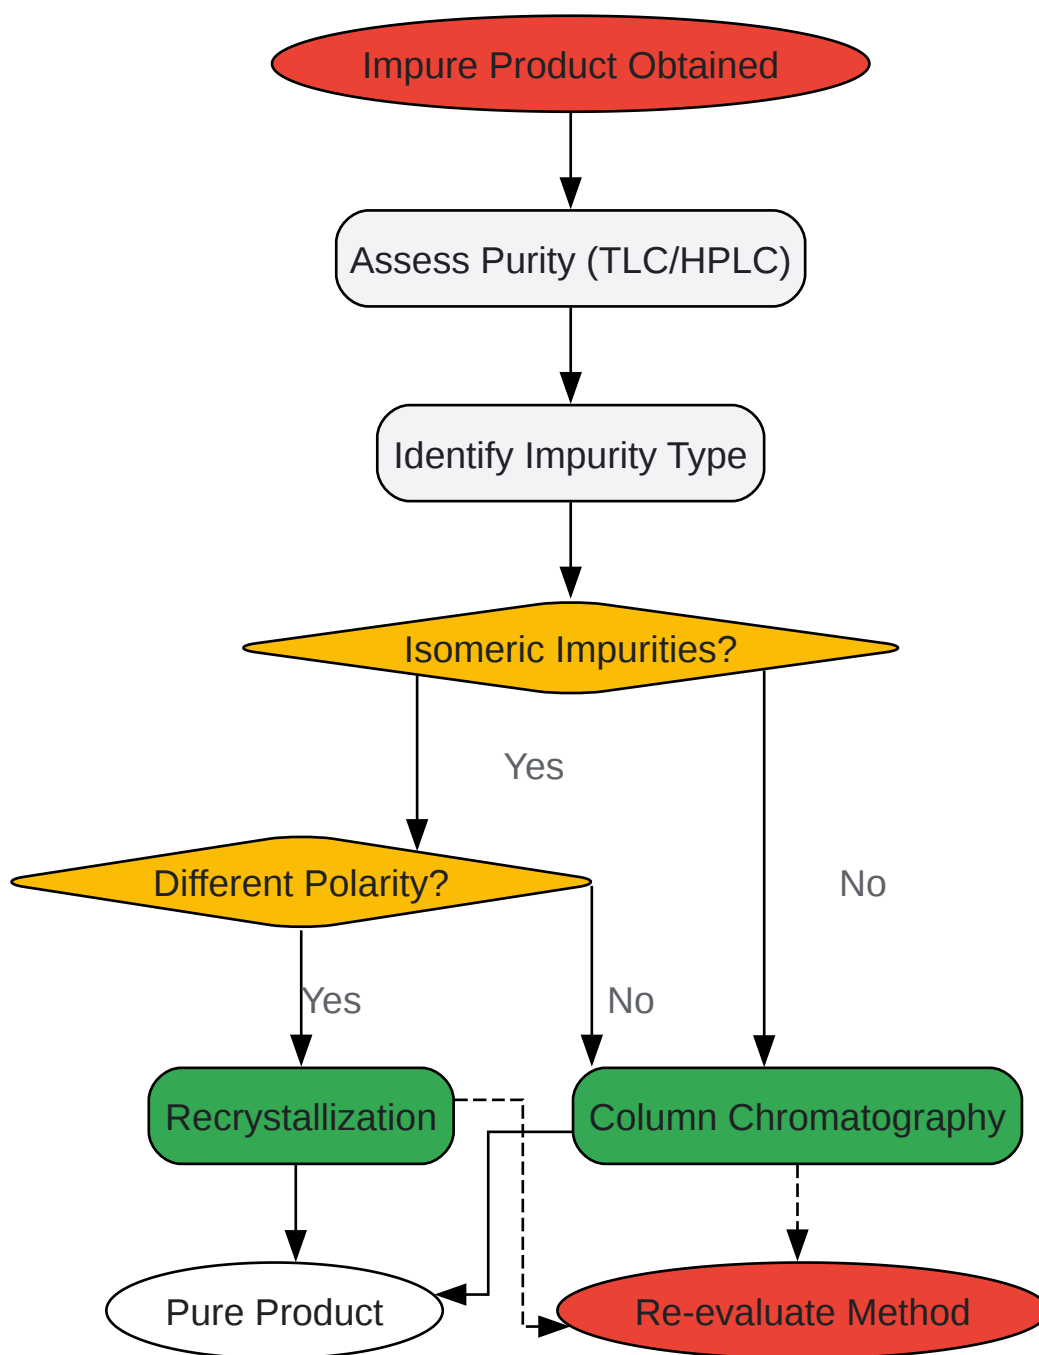 Impure Product Obtained
Assess Purity (TLC/HPLC)
Identify Impurity Type
Isomeric Impurities?
Yes
Different Polarity?
No
Yes
No
Recrystallization
Column Chromatography
Pure Product
Re-evaluate Method